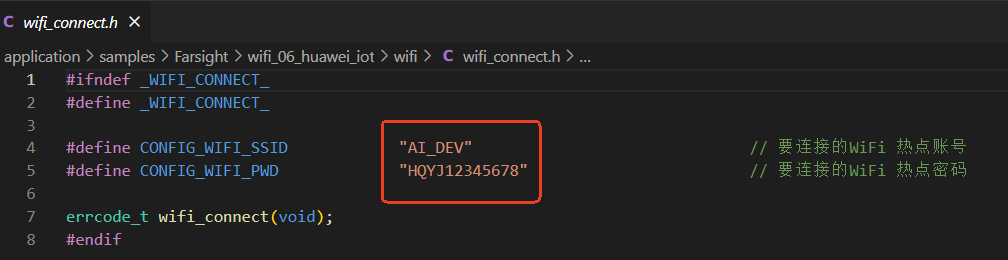 C wifi_connect.h ×
application > samples > Farsight > wifi_06_huawei_iot > wifi > C wifi_connect.h > ...
1 #ifndef _WIFI_CONNECT_
2 #define _WIFI_CONNECT_
3
4 #define CONFIG_WIFI_SSID "AI_DEV" // 要连接的WiFi 热点账号
5 #define CONFIG_WIFI_PWD "HQYJ12345678" // 要连接的WiFi 热点密码
6
7 errcode_t wifi_connect(void);
8 #endif